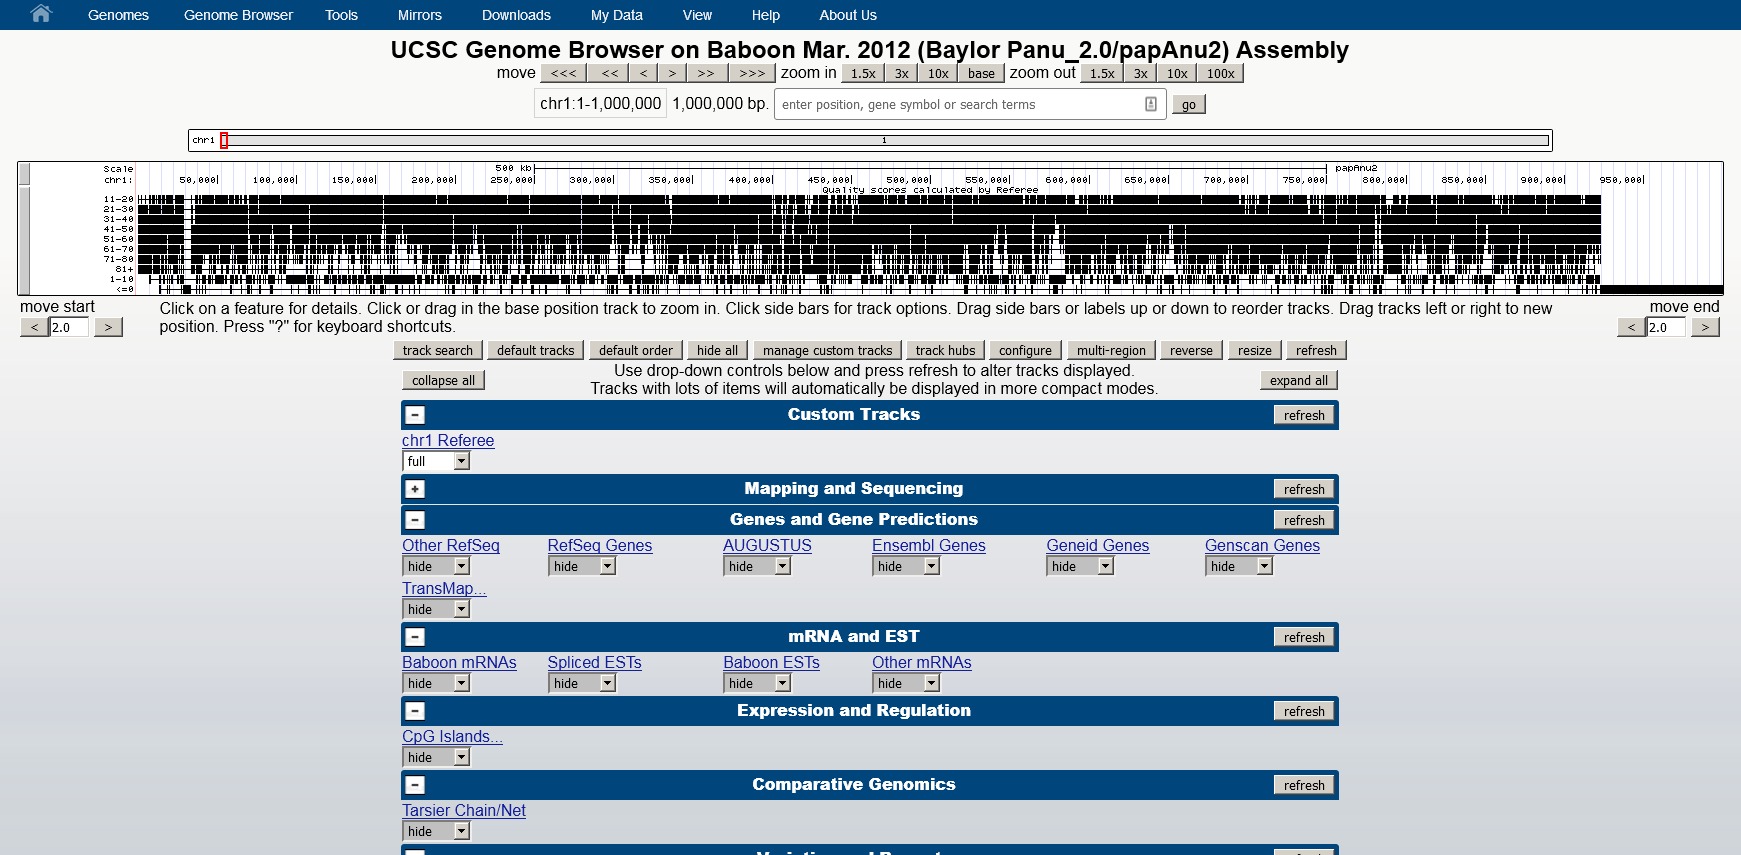 Genomes Genome Browser Tools Mirrors Downloads My Data View Help About Us
UCSC Genome Browser on Baboon Mar. 2012 (Baylor Panu_2.0/papAnu2) Assembly
move <<< << < > >> >>> zoom in 1.5x 3x 10x base zoom out 1.5x 3x 10x 100x
chr1:1-1,000,000 1,000,000 bp. enter position, gene symbol or search terms go
chr1 1
Scale 500 kb papAnu2
chr1: 50,000 100,000 150,000 200,000 250,000 300,000 350,000 400,000 450,000 500,000 550,000 600,000 650,000 700,000 750,000 800,000 850,000 900,000 950,000
Quality scores calculated by Referee
11-20
21-30
31-40
41-50
51-60
61-70
71-80
81+
1-10
<=0
move start
< 2.0 >
Click on a feature for details. Click or drag in the base position track to zoom in. Click side bars for track options. Drag side bars or labels up or down to reorder tracks. Drag tracks left or right to new
position. Press "?" for keyboard shortcuts.
move end
< 2.0 >
track search default tracks default order hide all manage custom tracks track hubs configure multi-region reverse resize refresh
collapse all
Use drop-down controls below and press refresh to alter tracks displayed.
Tracks with lots of items will automatically be displayed in more compact modes.
expand all
- Custom Tracks refresh
chr1 Referee
full
+ Mapping and Sequencing refresh
- Genes and Gene Predictions refresh
Other RefSeq RefSeq Genes AUGUSTUS Ensembl Genes Geneid Genes Genscan Genes
hide hide hide hide hide hide
TransMap...
hide
- mRNA and EST refresh
Baboon mRNAs Spliced ESTs Baboon ESTs Other mRNAs
hide hide hide hide
- Expression and Regulation refresh
CpG Islands...
hide
- Comparative Genomics refresh
Tarsier Chain/Net
hide